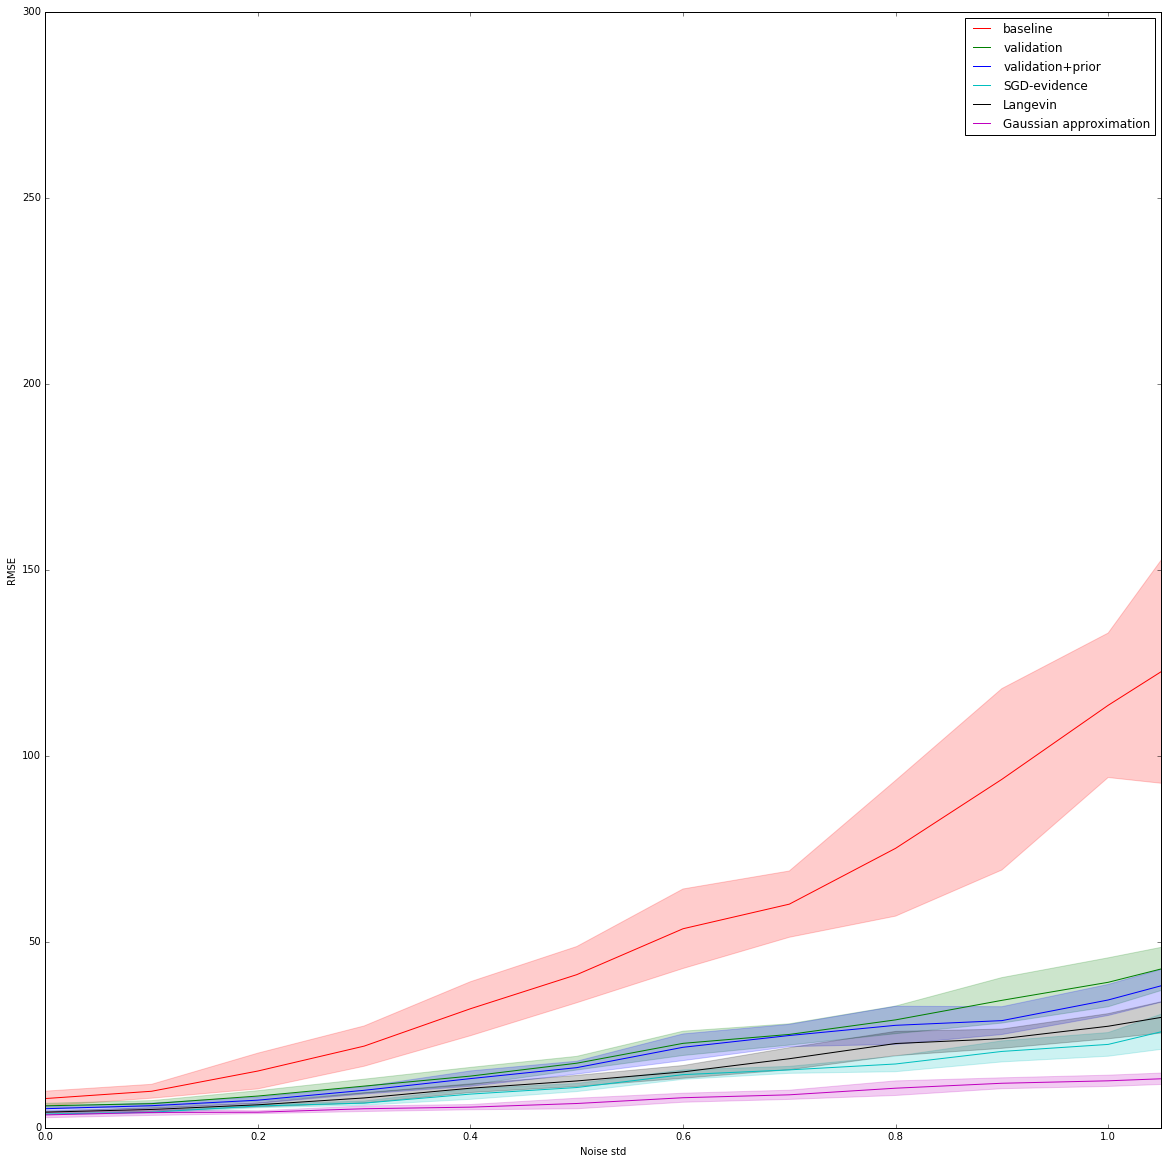 300
250
200
150
100
50
0
RMSE
0.0
0.2
0.4
0.6
0.8
1.0
Noise std
baseline
validation
validation+prior
SGD-evidence
Langevin
Gaussian approximation